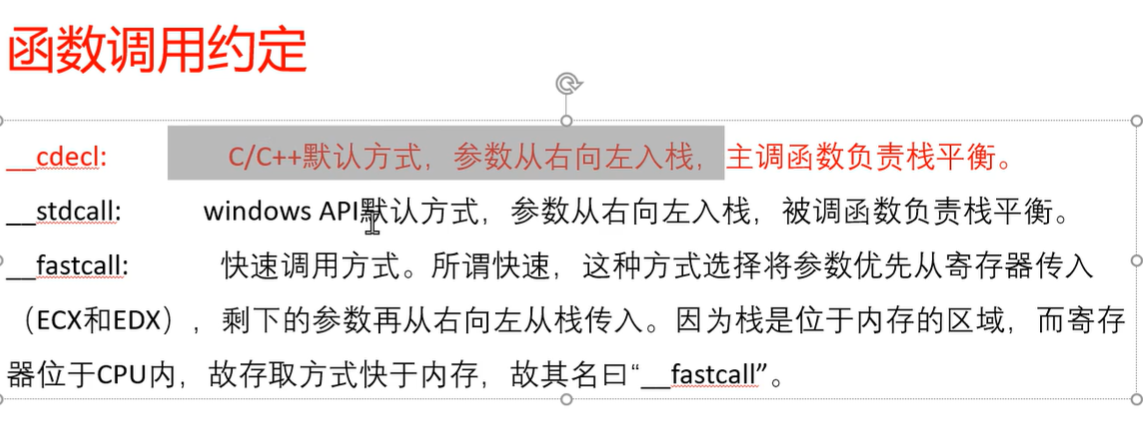 函数调用约定
__cdecl: C/C++默认方式，参数从右向左入栈，主调函数负责栈平衡。
__stdcall: windows API默认方式，参数从右向左入栈，被调函数负责栈平衡。
__fastcall: 快速调用方式。所谓快速，这种方式选择将参数优先从寄存器传入
（ECX和EDX），剩下的参数再从右向左从栈传入。因为栈是位于内存的区域，而寄存
器位于CPU内，故存取方式快于内存，故其名曰“__fastcall”。